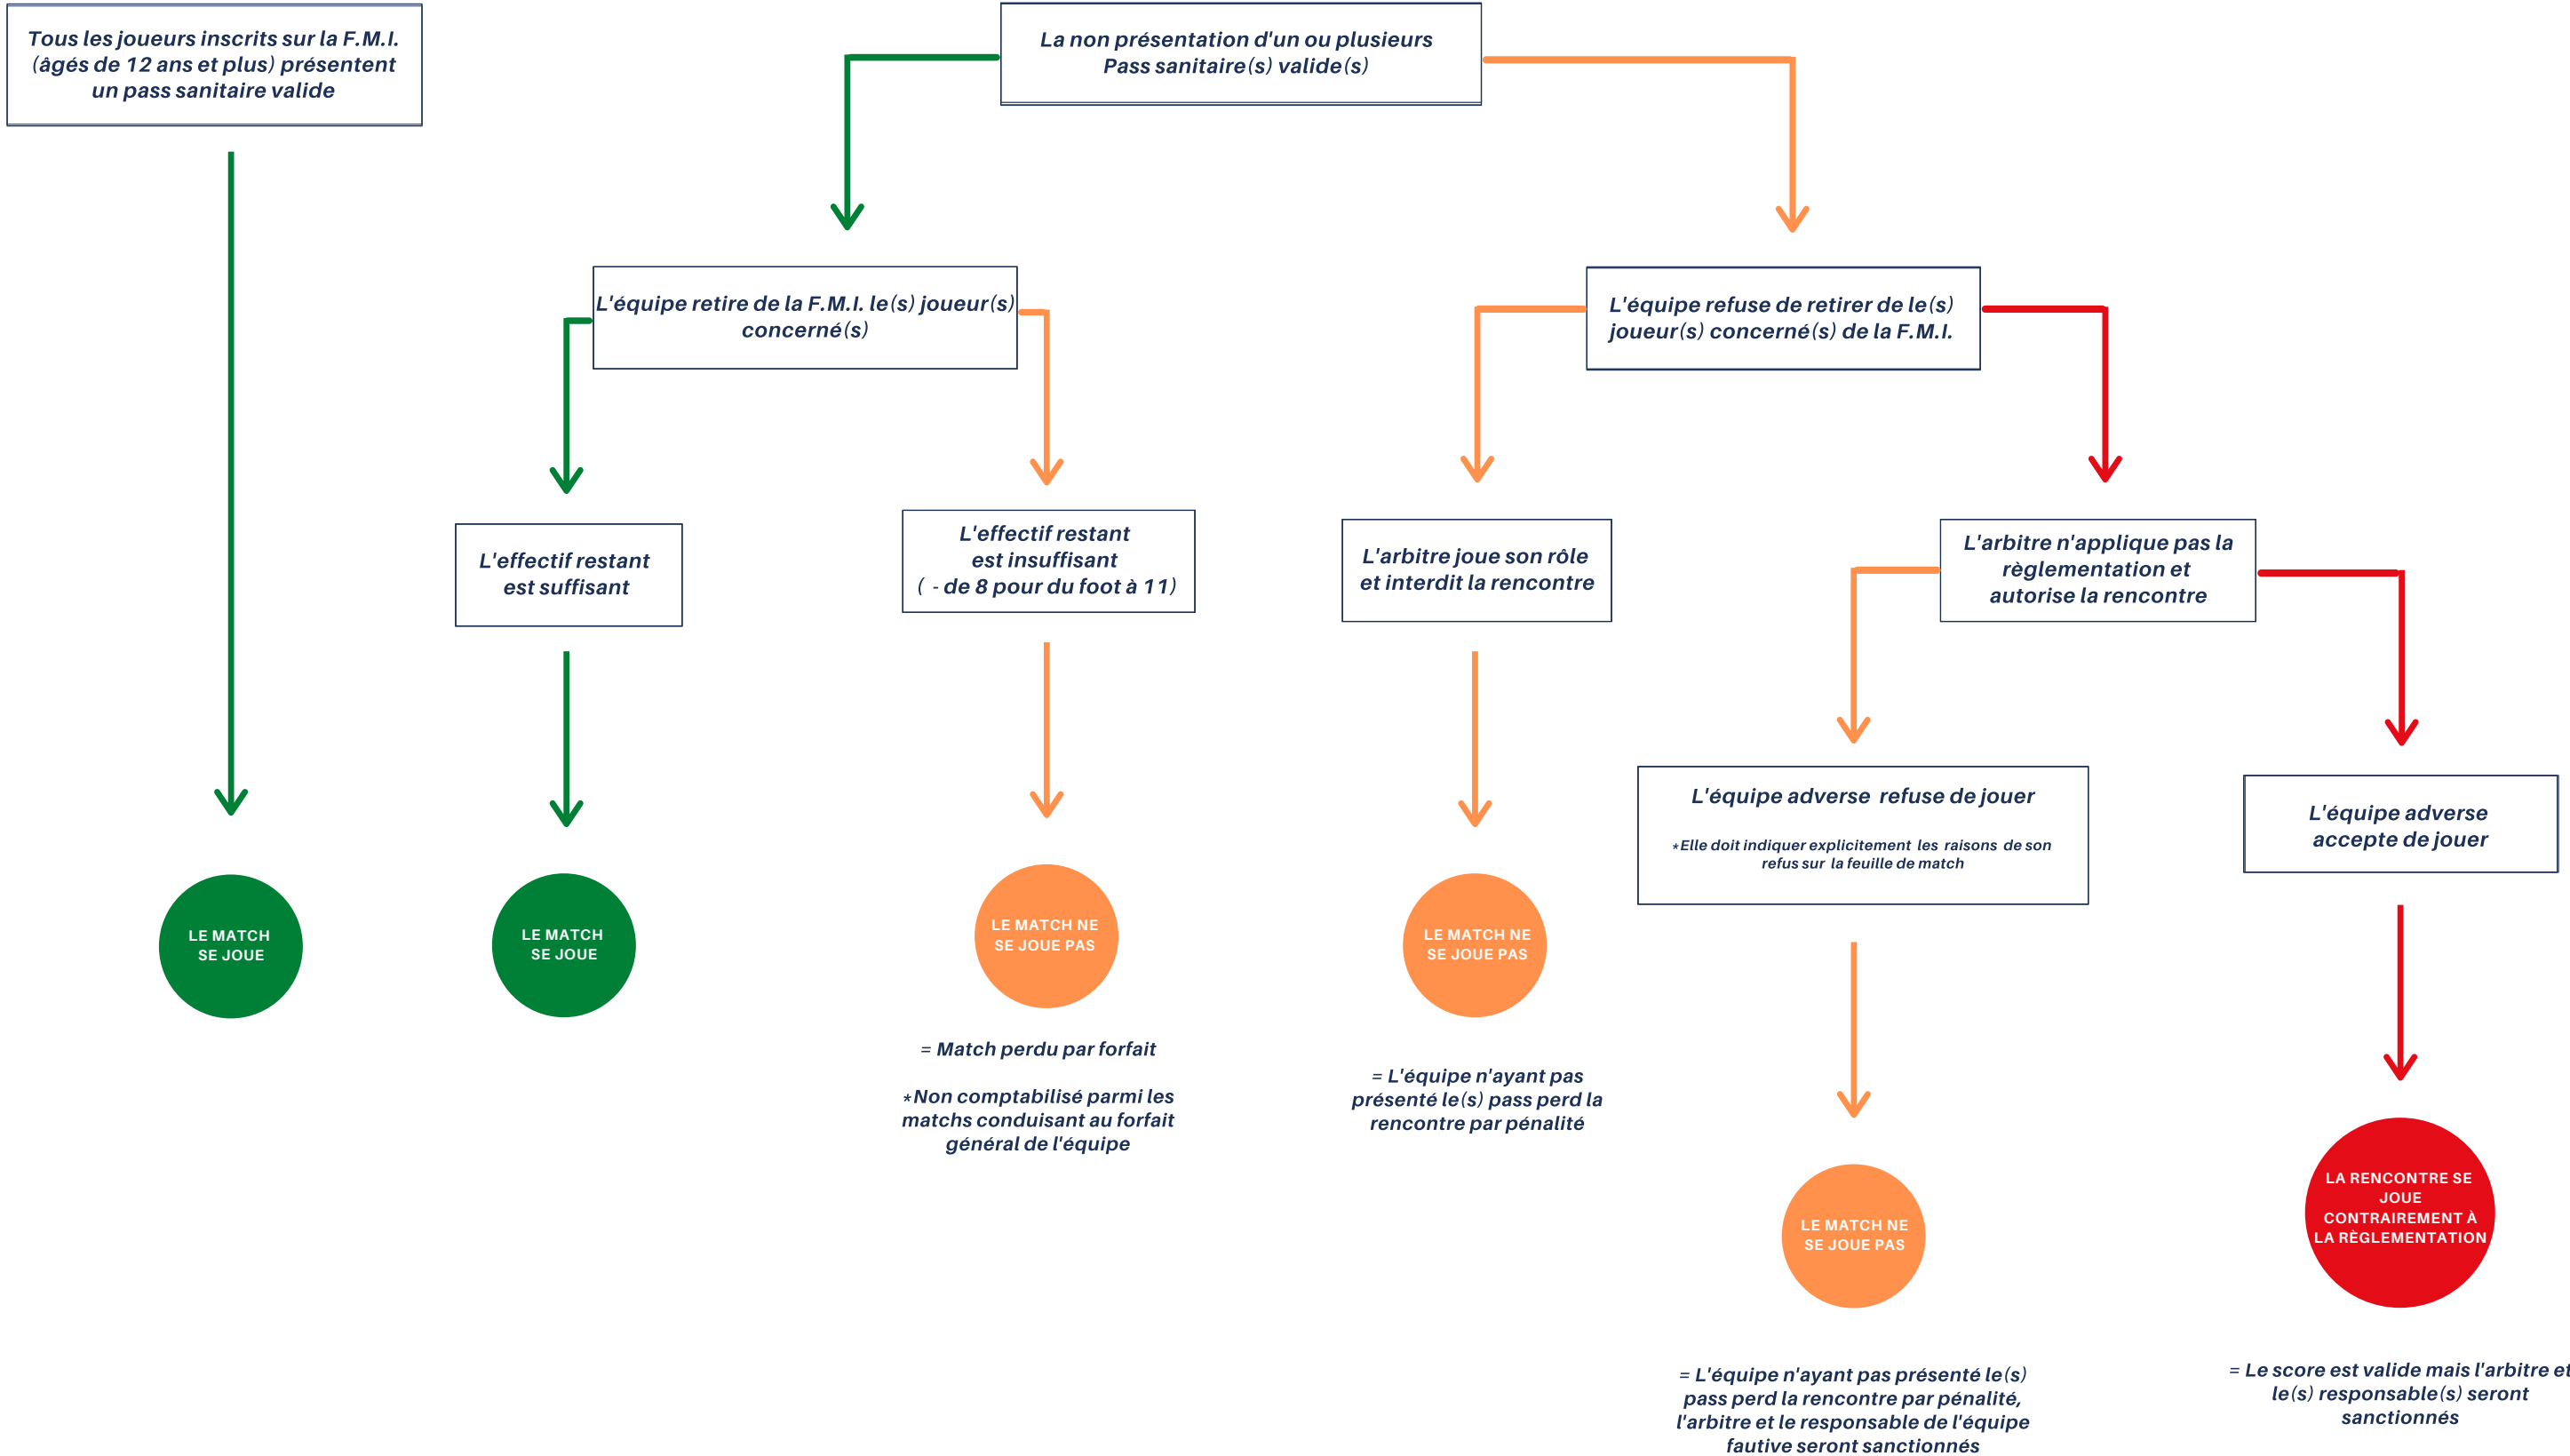 Tous les joueurs inscrits sur la F.M.I.
(âgés de 12 ans et plus) présentent
un pass sanitaire valide
La non présentation d'un ou plusieurs
Pass sanitaire(s) valide(s)
L'équipe retire de la F.M.I. le(s) joueur(s)
concerné(s)
L'équipe refuse de retirer de le(s)
joueur(s) concerné(s) de la F.M.I.
L'effectif restant
est suffisant
L'effectif restant
est insuffisant
( - de 8 pour du foot à 11)
L'arbitre joue son rôle
et interdit la rencontre
L'arbitre n'applique pas la
règlementation et
autorise la rencontre
L'équipe adverse refuse de jouer
*Elle doit indiquer explicitement les raisons de son
refus sur la feuille de match
L'équipe adverse
accepte de jouer
LE MATCH
SE JOUE
LE MATCH
SE JOUE
LE MATCH NE
SE JOUE PAS
= Match perdu par forfait
*Non comptabilisé parmi les
matchs conduisant au forfait
général de l'équipe
LE MATCH NE
SE JOUE PAS
= L'équipe n'ayant pas
présenté le(s) pass perd la
rencontre par pénalité
LE MATCH NE
SE JOUE PAS
= L'équipe n'ayant pas présenté le(s)
pass perd la rencontre par pénalité,
l'arbitre et le responsable de l'équipe
fautive seront sanctionnés
LA RENCONTRE SE
JOUE
CONTRAIREMENT À
LA RÈGLEMENTATION
= Le score est valide mais l'arbitre et
le(s) responsable(s) seront
sanctionnés